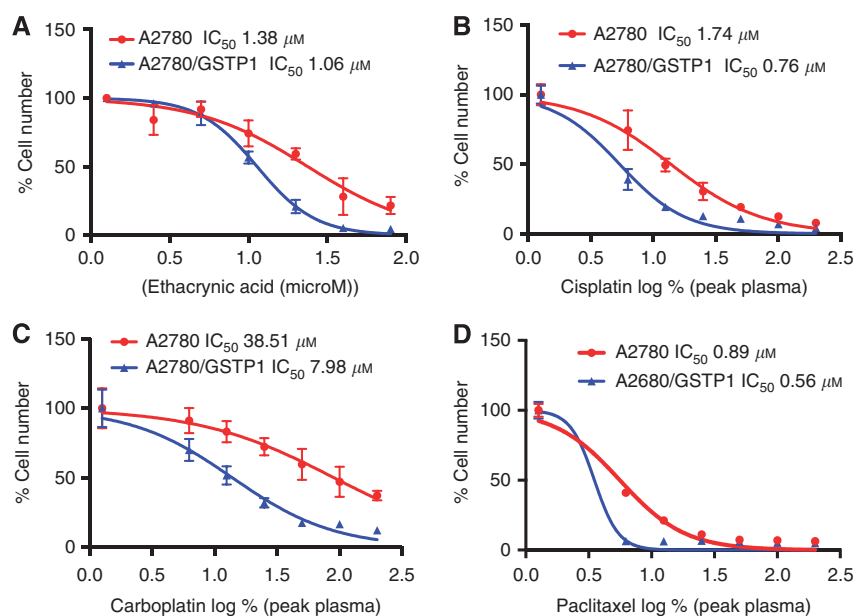 A
A2780 IC50 1.38 μM
A2780/GSTP1 IC50 1.06 μM
150
100
50
0
% Cell number
0.0 0.5 1.0 1.5 2.0
(Ethacrynic acid (microM))
B
A2780 IC50 1.74 μM
A2780/GSTP1 IC50 0.76 μM
150
100
50
0
% Cell number
0.0 0.5 1.0 1.5 2.0 2.5
Cisplatin log % (peak plasma)
C
A2780 IC50 38.51 μM
A2780/GSTP1 IC50 7.98 μM
150
100
50
0
% Cell number
0.0 0.5 1.0 1.5 2.0 2.5
Carboplatin log % (peak plasma)
D
A2780 IC50 0.89 μM
A2680/GSTP1 IC50 0.56 μM
150
100
50
0
% Cell number
0.0 0.5 1.0 1.5 2.0 2.5
Paclitaxel log % (peak plasma)